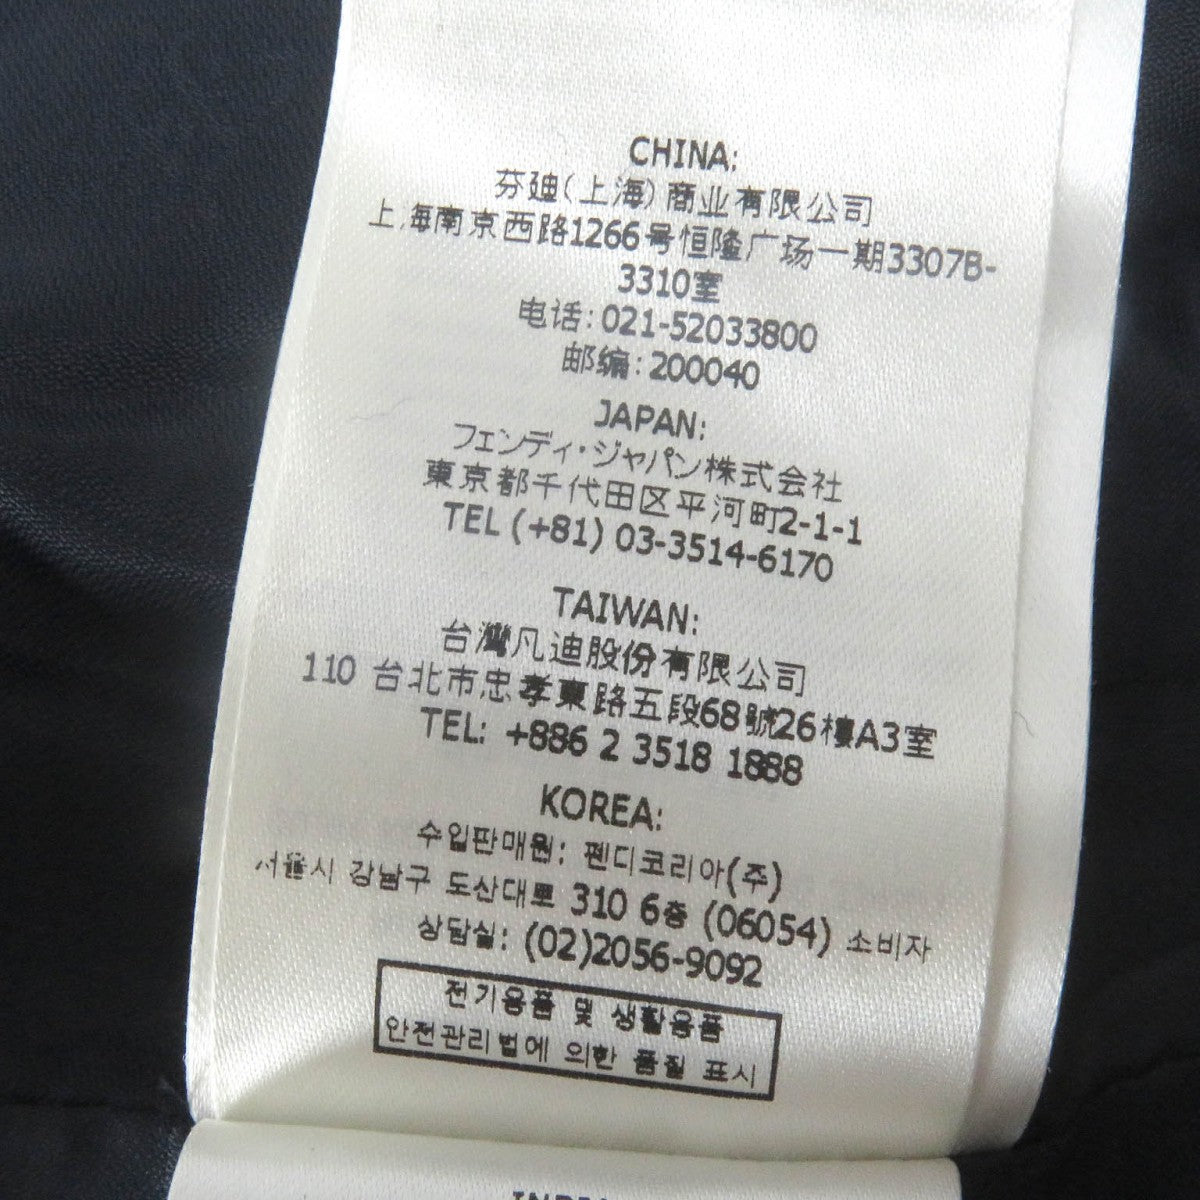 CHINA:
芬迪(上海)商业有限公司
上海南京西路1266号恒隆广场一期3307B-
3310室
电话:021-52033800
邮编:200040
JAPAN:
フェンディ・ジャパン株式会社
東京都千代田区平河町2-1-1
TEL (+81) 03-3514-6170
TAIWAN:
台灣凡迪股份有限公司
110 台北市忠孝東路五段68號26樓A3室
TEL: +886 2 3518 1888
KOREA:
수입판매원: 펜디코리아(주)
서울시 강남구 도산대로 310 6층 (06054) 소비자
상담실: (02)2056-9092
전기용품 및 생활용품
안전관리법에 의한 품질 표시